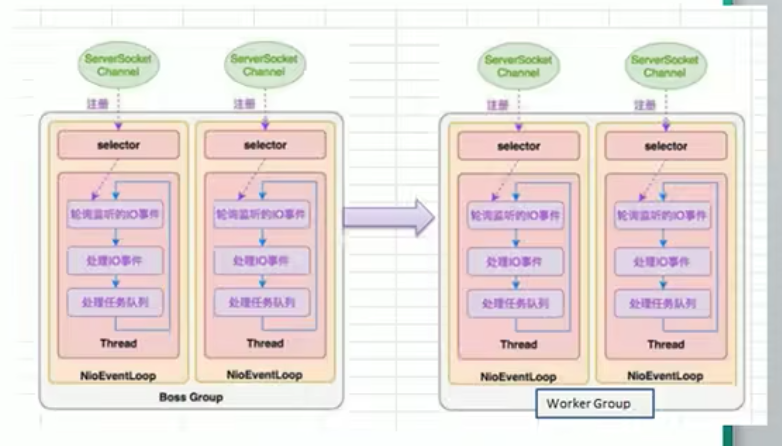 ServerSocket
Channel
ServerSocket
Channel
ServerSocket
Channel
ServerSocket
Channel
注册
注册
注册
注册
selector
selector
selector
selector
轮询监听的IO事件
轮询监听的IO事件
轮询监听的IO事件
轮询监听的IO事件
处理IO事件
处理IO事件
处理IO事件
处理IO事件
处理任务队列
处理任务队列
处理任务队列
处理任务队列
Thread
Thread
Thread
Thread
NioEventLoop
NioEventLoop
NioEventLoop
NioEventLoop
Boss Group
Worker Group